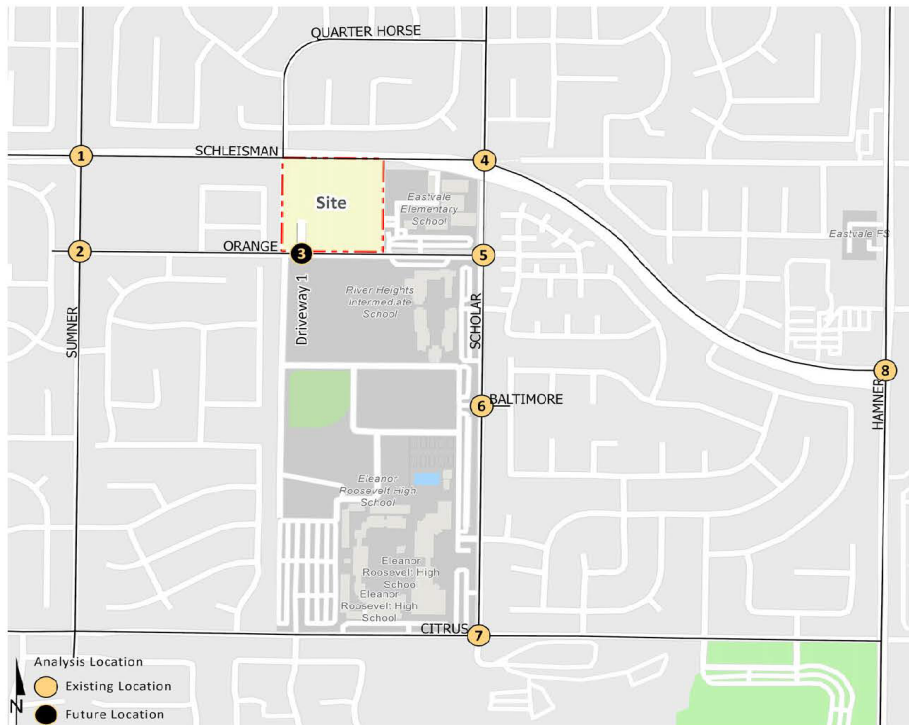 QUARTER HORSE
1
SCHLEISMAN
4
Site
Eastvale
Elementary
School
Eastvale FS
2
ORANGE
3
5
Driveway 1
River Heights
Intermediate
School
SUMNER
SCHOLAR
8
HAMNER
6
BALTIMORE
Eleanor
Roosevelt High
School
Eleanor
Roosevelt High
School
Eleanor
Roosevelt High
School
CITRUS
7
Analysis Location
Existing Location
Future Location
N